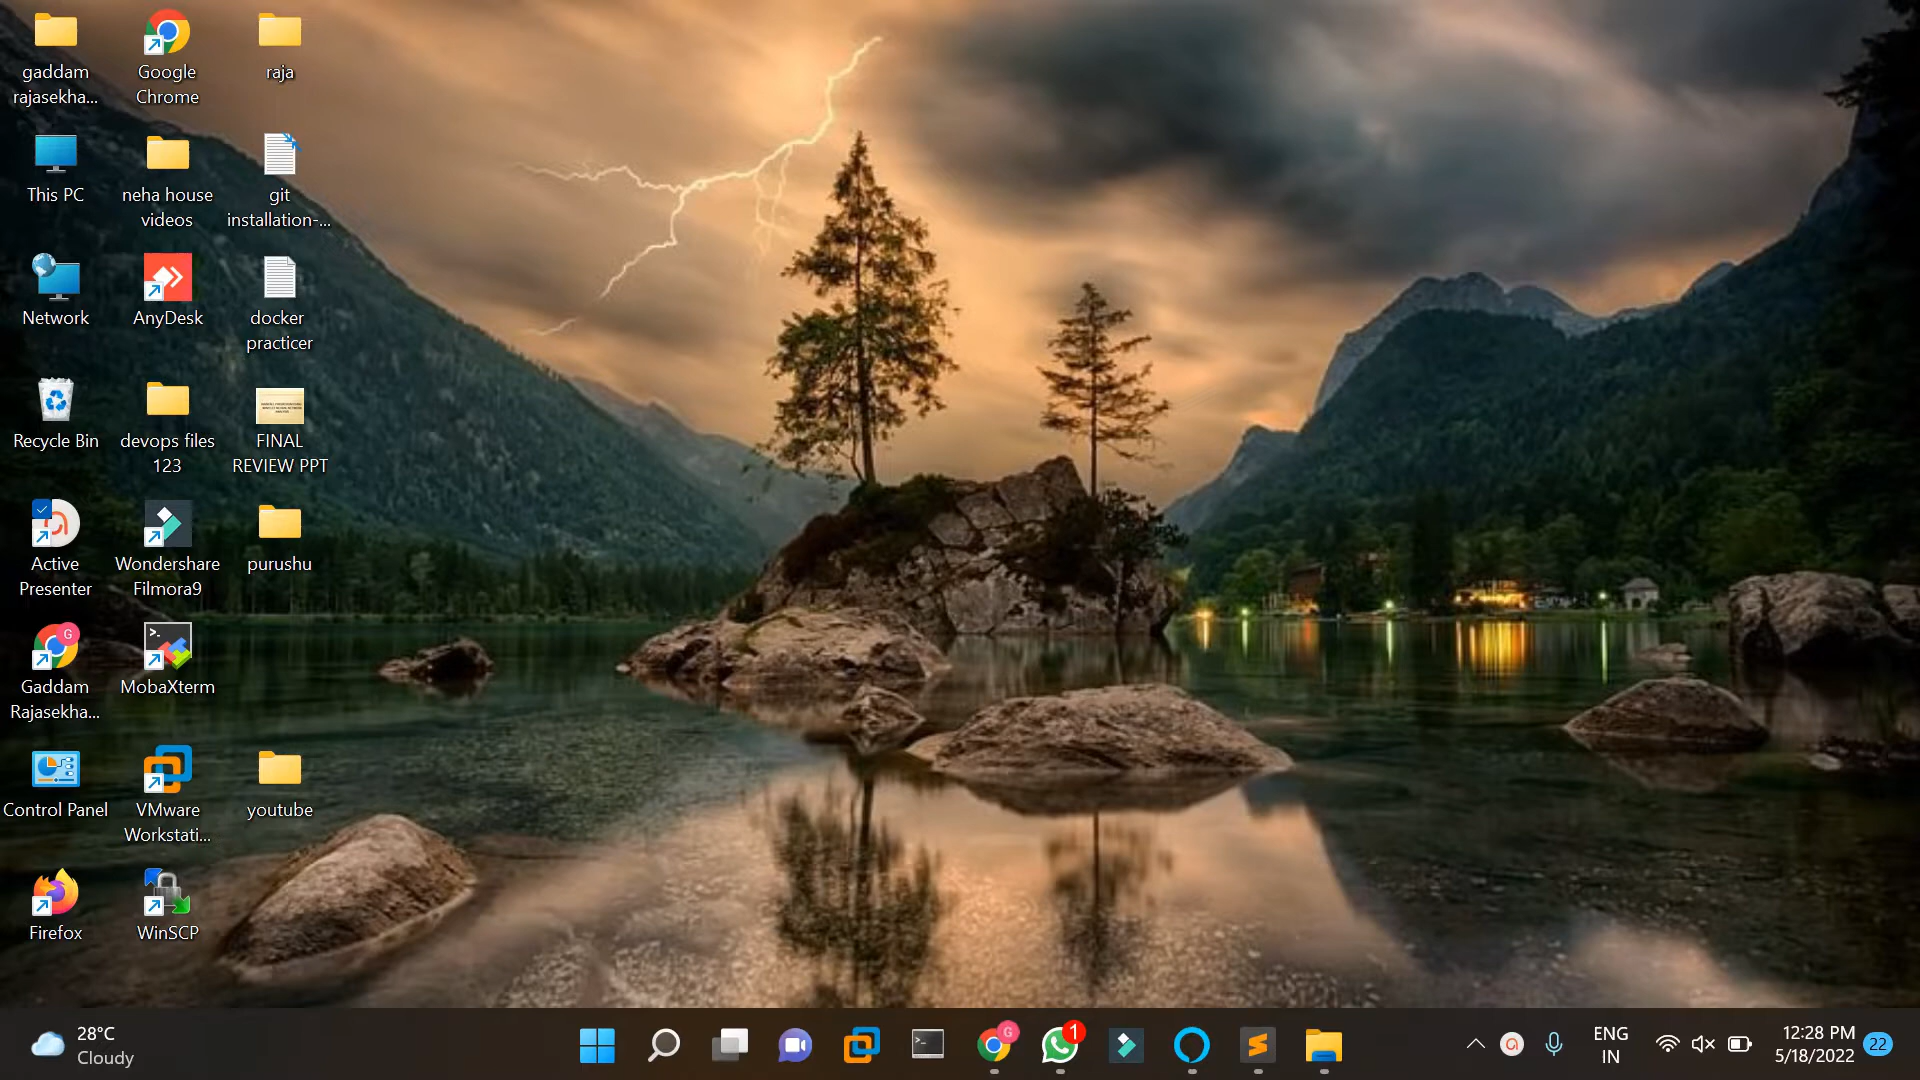 gaddam
rajasekha...
Google
Chrome
raja
This PC
neha house
videos
git
installation-...
Network
AnyDesk
docker
practicer
Recycle Bin
devops files
123
FINAL
REVIEW PPT
Active
Presenter
Wondershare
Filmora9
purushu
G
Gaddam
Rajasekha...
MobaXterm
Control Panel
VMware
Workstati...
youtube
Firefox
WinSCP
28°C
Cloudy
G
1
ENG
IN
12:28 PM
5/18/2022
22